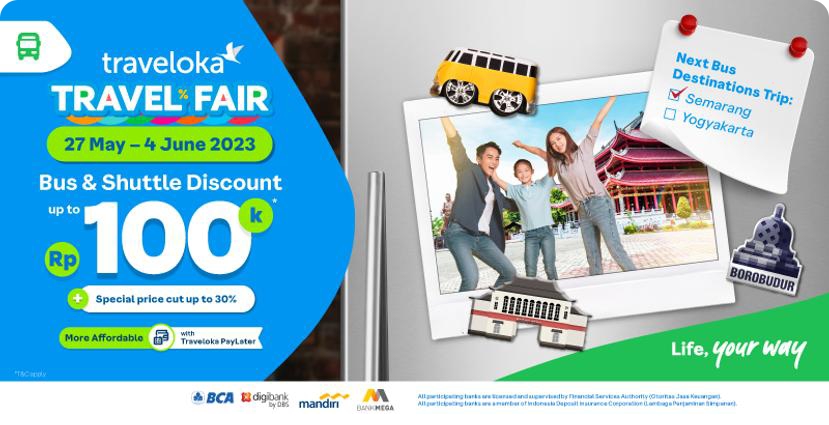 traveloka
TRAVEL% FAIR
27 May – 4 June 2023
Bus & Shuttle Discount
up to Rp 100k*
+ Special price cut up to 30%
More Affordable with Traveloka PayLater
*T&C apply
Next Bus
Destinations Trip:
Semarang
Yogyakarta
BOROBUDUR
Life, your way
BCA digibank by DBS mandiri BANK MEGA
All participating banks are licensed and supervised by Financial Services Authority (Otoritas Jasa Keuangan).
All participating banks are a member of Indonesia Deposit Insurance Corporation (Lembaga Penjaminan Simpanan).